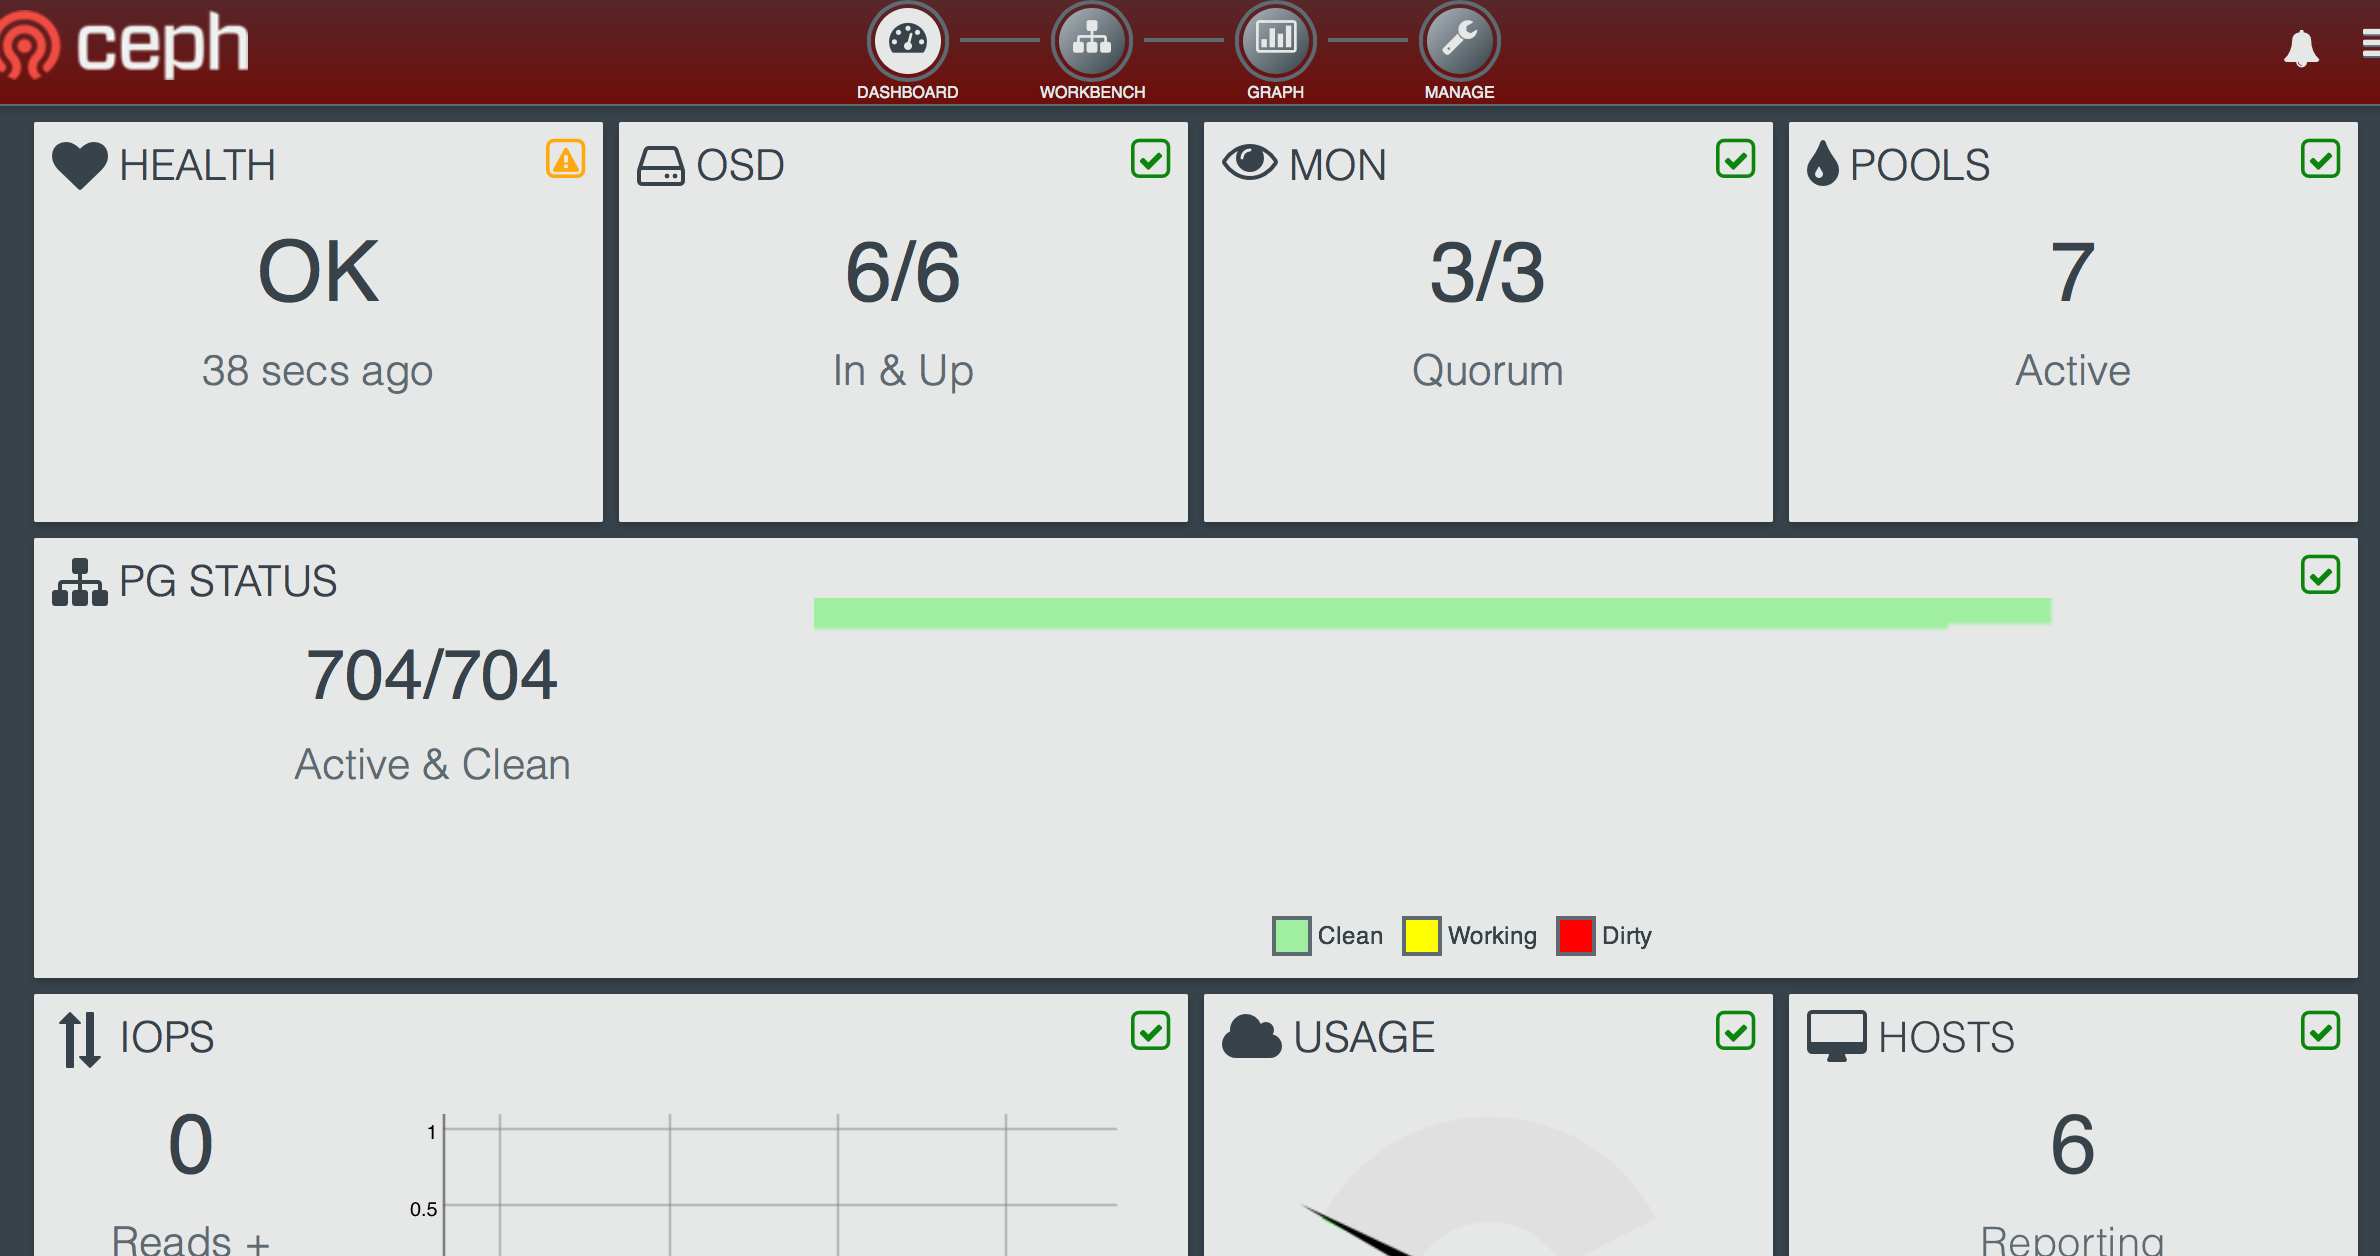 ceph
DASHBOARD
WORKBENCH
GRAPH
MANAGE
HEALTH
OK
38 secs ago
OSD
6/6
In & Up
MON
3/3
Quorum
POOLS
7
Active
PG STATUS
704/704
Active & Clean
Clean
Working
Dirty
IOPS
0
Reads +
1
0.5
USAGE
HOSTS
6
Reporting